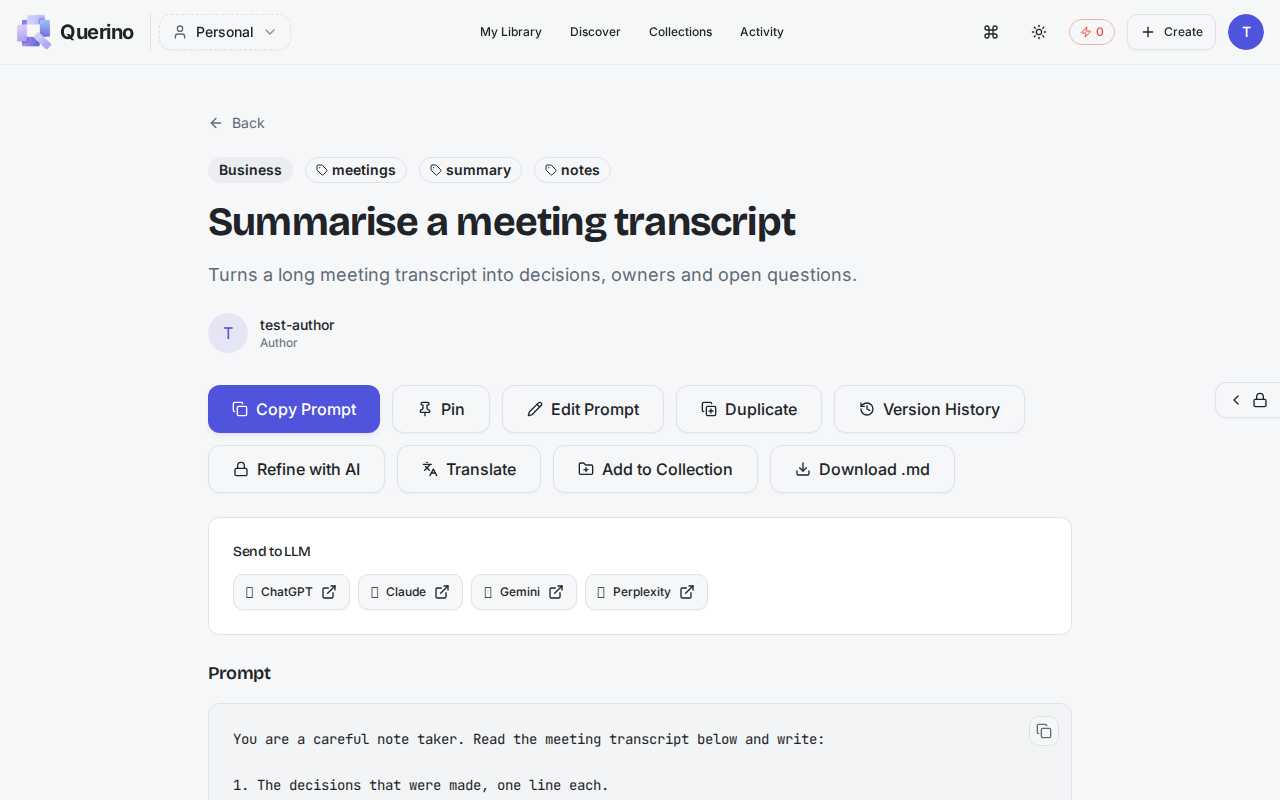 Querino
Personal
My Library
Discover
Collections
Activity
0
Create
T
Back
Business
meetings
summary
notes
Summarise a meeting transcript
Turns a long meeting transcript into decisions, owners and open questions.
T
test-author
Author
Copy Prompt
Pin
Edit Prompt
Duplicate
Version History
Refine with AI
Translate
Add to Collection
Download .md
Send to LLM
ChatGPT
Claude
Gemini
Perplexity
Prompt
You are a careful note taker. Read the meeting transcript below and write:
1. The decisions that were made, one line each.